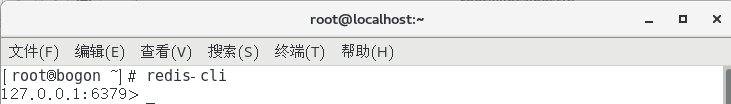 root@localhost:~
文件(F) 编辑(E) 查看(V) 搜索(S) 终端(T) 帮助(H)
[root@bogon ~]# redis-cli
127.0.0.1:6379>